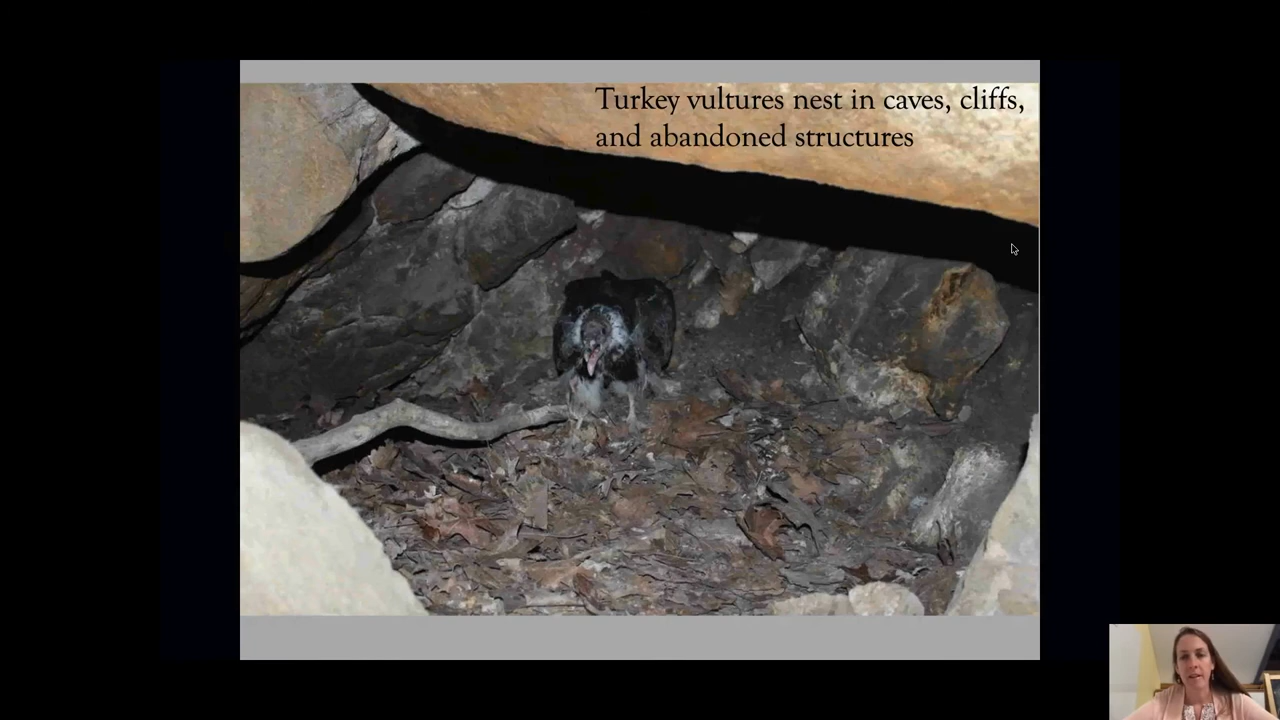 Turkey vultures nest in caves, cliffs,
and abandoned structures